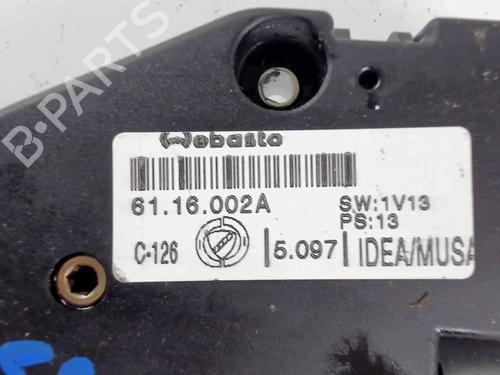 B-PARTS
Webasto
61.16.002A
SW:1V13
PS:13
C-126
5.097
IDEA/MUSA